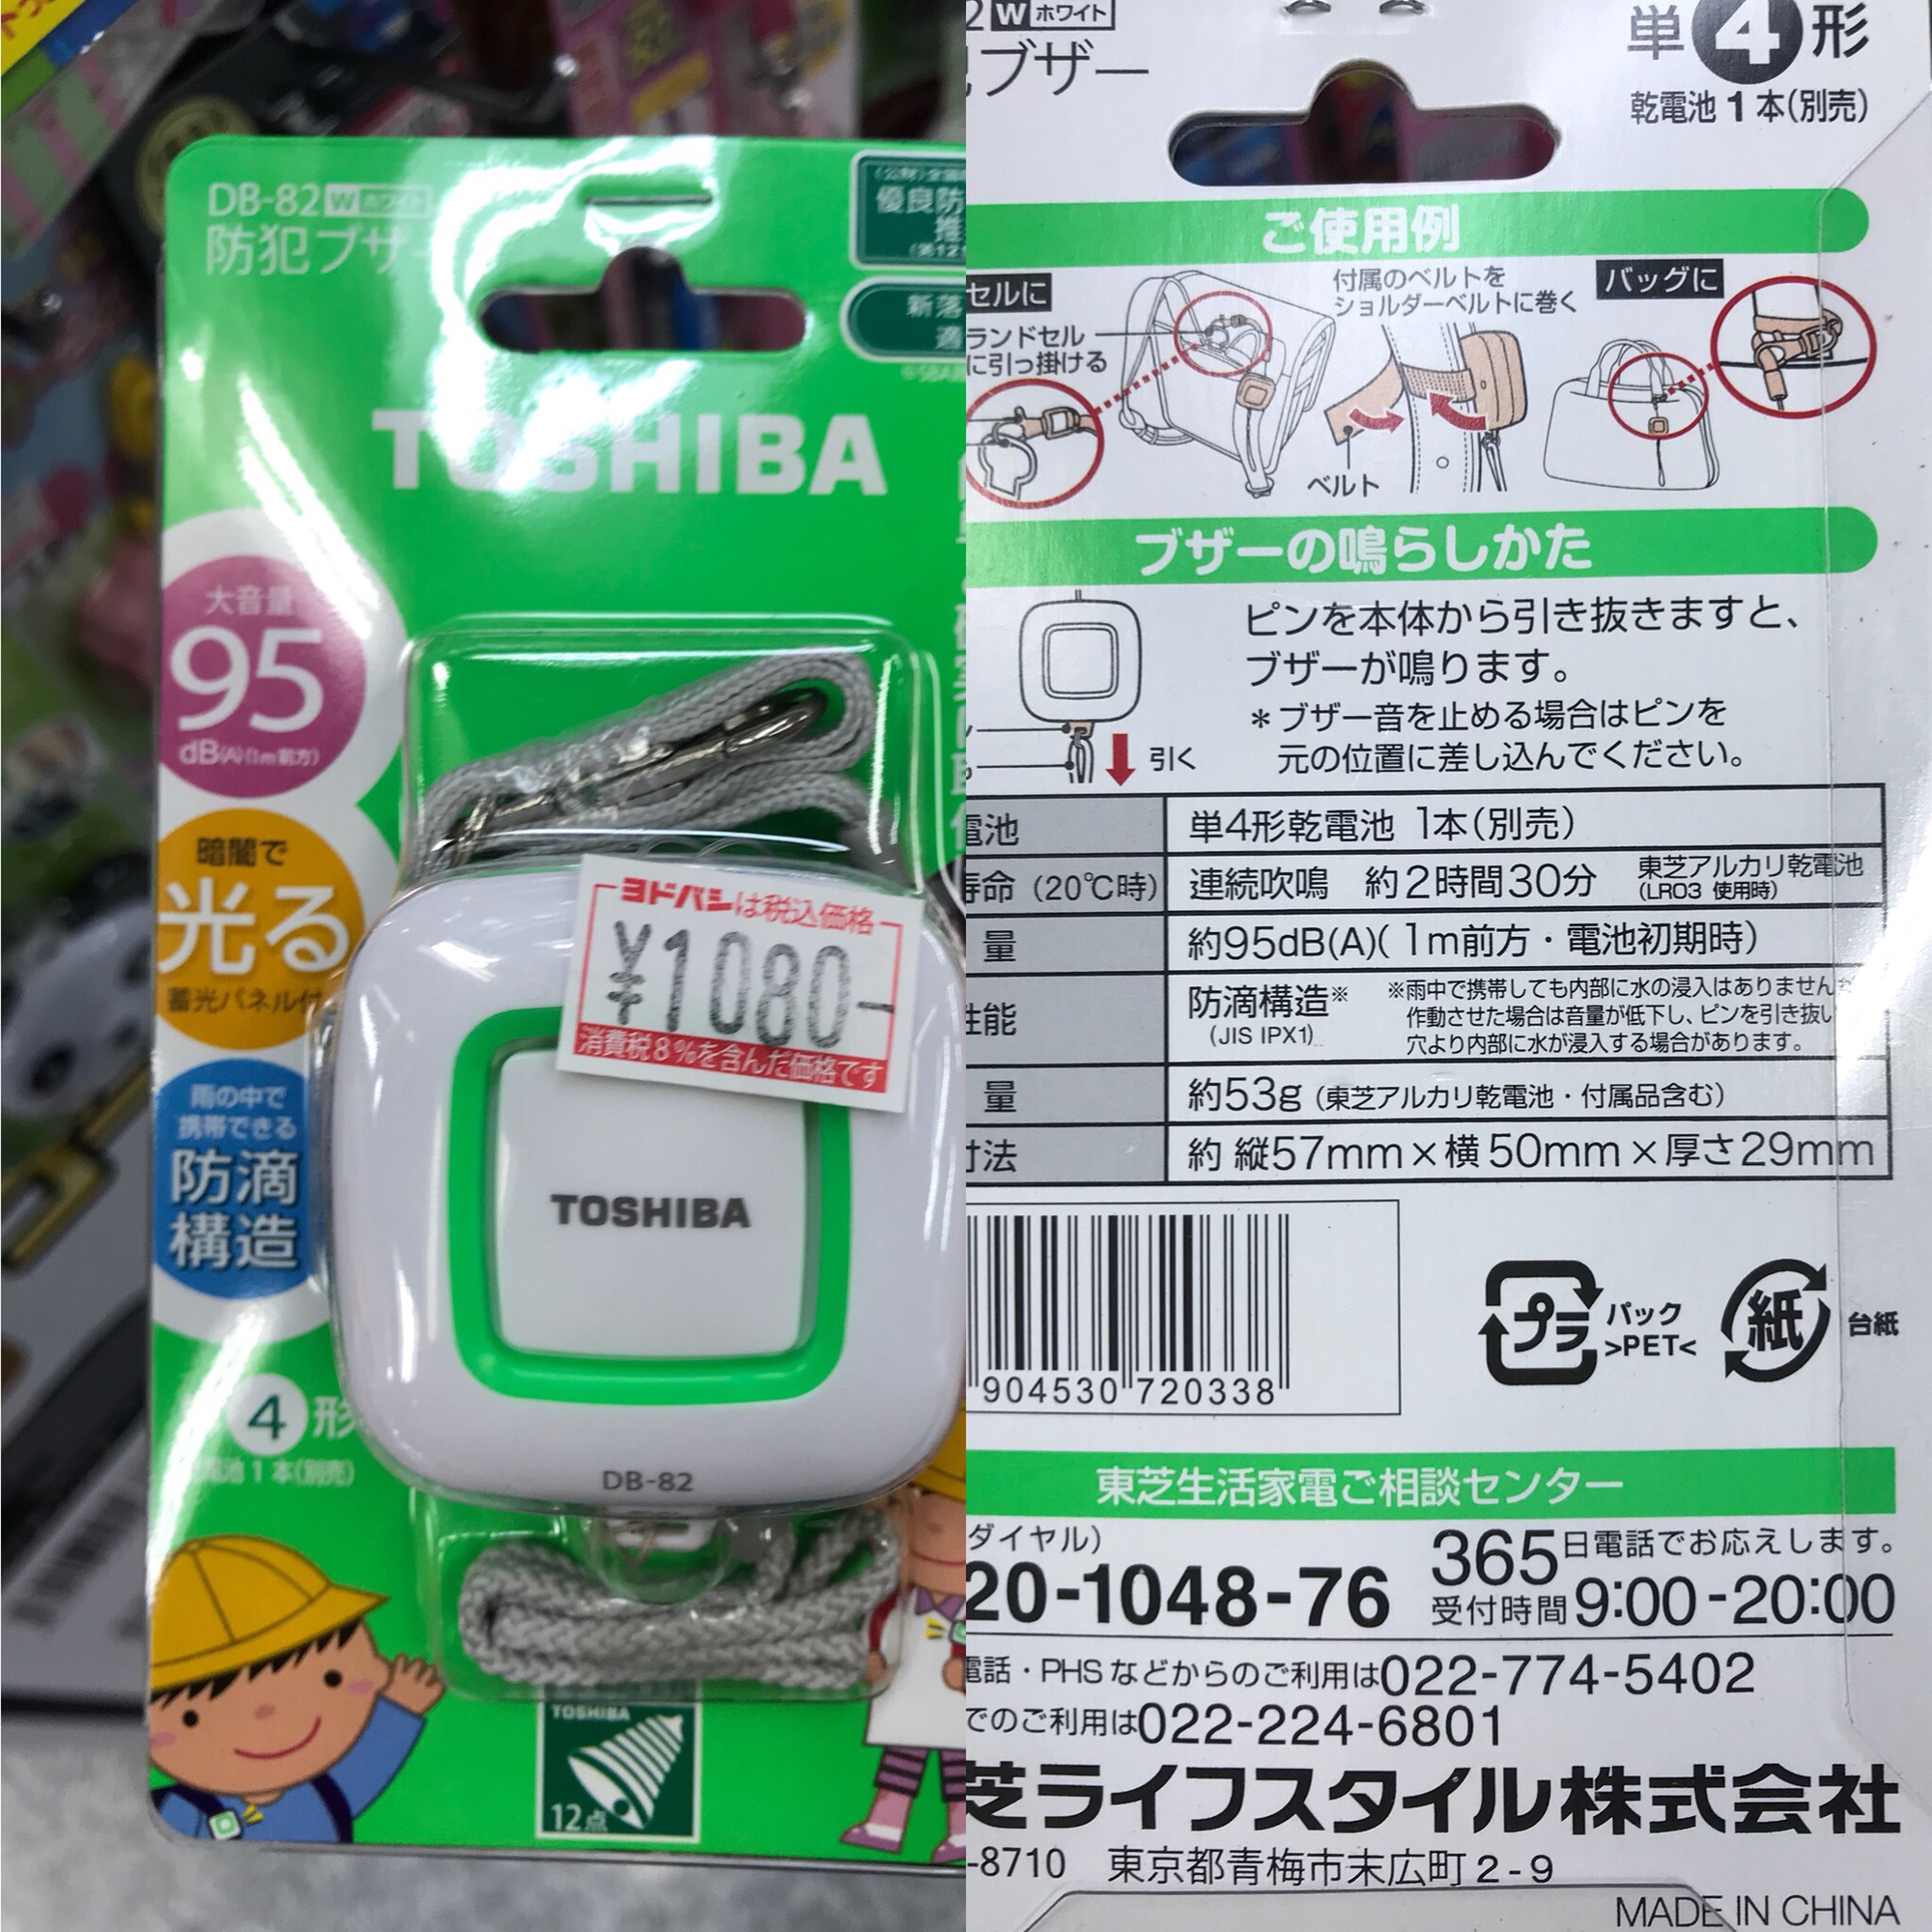 DB-82 W ホワイト
防犯ブザー
優良防
新落
TOSHIBA
大音量
95
dB(A)(1m前方)
暗闇で
光る
蓄光パネル付
雨の中で
携帯できる
防滴
構造
ヨドバシは税込価格
¥1080-
消費税8%を含んだ価格です
TOSHIBA
DB-82
4形
電池1本(別売)
TOSHIBA
12点
2 W ホワイト
ブザー
単4形
乾電池1本(別売)
ご使用例
セルに
ランドセル
に引っ掛ける
付属のベルトを
ショルダーベルトに巻く
ベルト
バッグに
ブザーの鳴らしかた
ピンを本体から引き抜きますと、
ブザーが鳴ります。
*ブザー音を止める場合はピンを
元の位置に差し込んでください。
引く
電池 単4形乾電池 1本(別売)
寿命(20℃時) 連続吹鳴 約2時間30分 東芝アルカリ乾電池
(LR03 使用時)
量 約95dB(A)(1m前方・電池初期時)
性能 防滴構造※
(JIS IPX1)
※雨中で携帯しても内部に水の浸入はありませんが
作動させた場合は音量が低下し、ピンを引き抜い
穴より内部に水が浸入する場合があります。
量 約53g(東芝アルカリ乾電池・付属品含む)
寸法 約 縦57mm×横50mm×厚さ29mm
904530 720338
プラ
パック
>PET<
紙
台紙
東芝生活家電ご相談センター
ダイヤル)
20-1048-76
365日電話でお応えします。
受付時間9:00-20:00
電話・PHSなどからのご利用は022-774-5402
でのご利用は022-224-6801
芝ライフスタイル株式会社
-8710 東京都青梅市末広町2-9
MADE IN CHINA